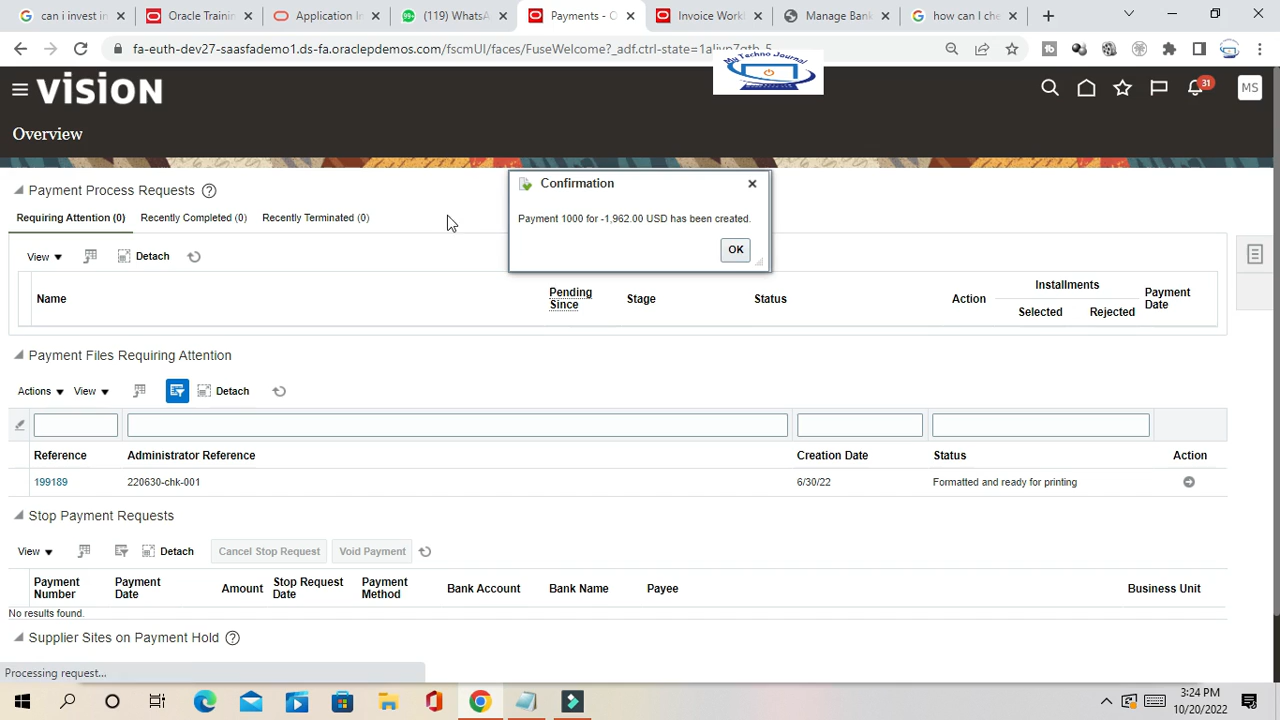 can i invest
Oracle Training
Application I
(119) WhatsA
Payments - O
Invoice Work
Manage Bank
how can I che
fa-euth-dev27-saasfademo1.ds-fa.oraclepdemos.com/fscmUI/faces/FuseWelcome?_adf.ctrl-state=
My Techno Journal
VISION
31
MS
Overview
Payment Process Requests
Confirmation
Payment 1000 for -1,962.00 USD has been created.
OK
Requiring Attention (0)
Recently Completed (0)
Recently Terminated (0)
View
Detach
Name
Pending Since
Stage
Status
Action
Installments
Selected
Rejected
Payment Date
Payment Files Requiring Attention
Actions
View
Detach
Reference
Administrator Reference
Creation Date
Status
Action
199189
220630-chk-001
6/30/22
Formatted and ready for printing
Stop Payment Requests
View
Detach
Cancel Stop Request
Void Payment
Payment Number
Payment Date
Amount
Stop Request Date
Payment Method
Bank Account
Bank Name
Payee
Business Unit
No results found.
Supplier Sites on Payment Hold
Processing request...
3:24 PM
10/20/2022